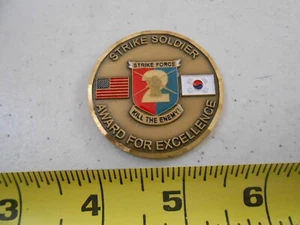 STRIKE SOLDIER
STRIKE FORCE
KILL THE ENEMY!
AWARD FOR EXCELLENCE
3 4 5 6